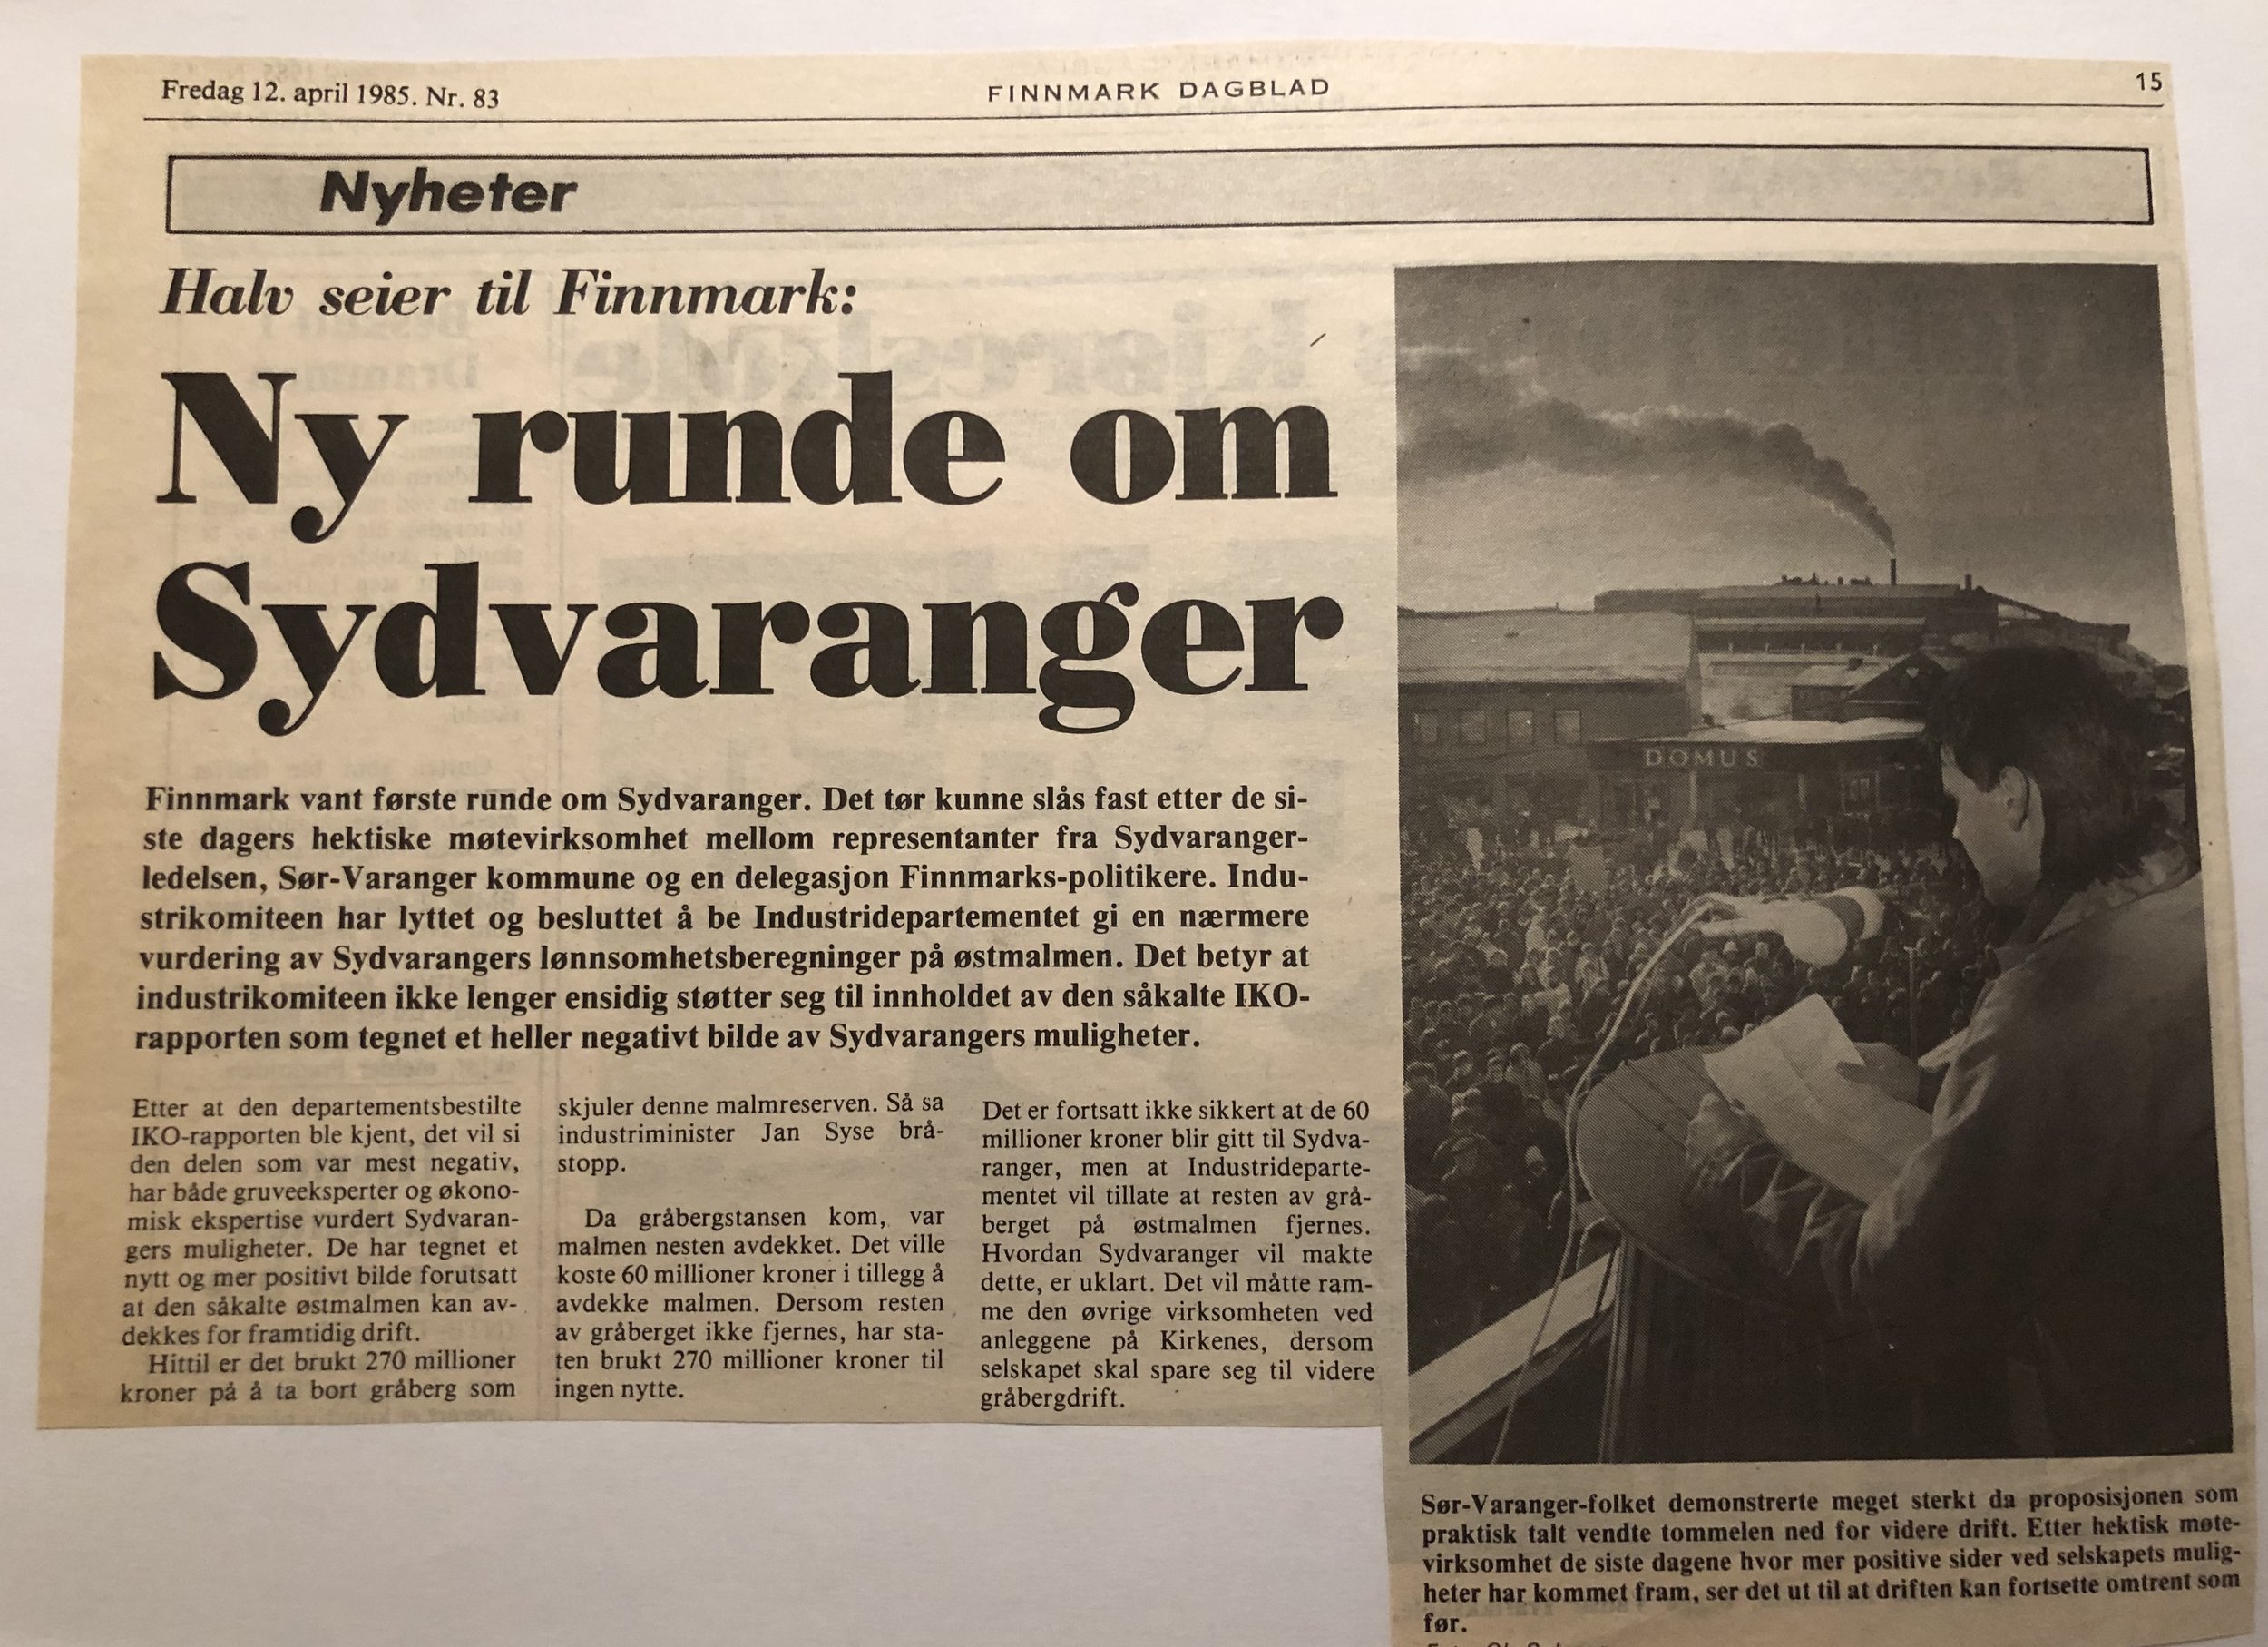 Fredag 12. april 1985. Nr. 83
FINNMARK DAGBLAD
15
Nyheter
Halv seier til Finnmark:
Ny runde om
Sydvaranger
Finnmark vant første runde om Sydvaranger. Det tør kunne slås fast etter de si-
ste dagers hektiske møtevirksomhet mellom representanter fra Sydvaranger-
ledelsen, Sør-Varanger kommune og en delegasjon Finnmarks-politikere. Indu-
strikomiteen har lyttet og besluttet å be Industridepartementet gi en nærmere
vurdering av Sydvarangers lønnsomhetsberegninger på østmalmen. Det betyr at
industrikomiteen ikke lenger ensidig støtter seg til innholdet av den såkalte IKO-
rapporten som tegnet et heller negativt bilde av Sydvarangers muligheter.
Etter at den departementsbestilte
IKO-rapporten ble kjent, det vil si
den delen som var mest negativ,
har både gruveeksperter og økono-
misk ekspertise vurdert Sydvaran-
gers muligheter. De har tegnet et
nytt og mer positivt bilde forutsatt
at den såkalte østmalmen kan av-
dekkes for framtidig drift.
Hittil er det brukt 270 millioner
kroner på å ta bort gråberg som
skjuler denne malmreserven. Så sa
industriminister Jan Syse brå-
stopp.
Da gråbergstansen kom, var
malmen nesten avdekket. Det ville
koste 60 millioner kroner i tillegg å
avdekke malmen. Dersom resten
av gråberget ikke fjernes, har sta-
ten brukt 270 millioner kroner til
ingen nytte.
Det er fortsatt ikke sikkert at de 60
millioner kroner blir gitt til Sydva-
ranger, men at Industrideparte-
mentet vil tillate at resten av grå-
berget på østmalmen fjernes.
Hvordan Sydvaranger vil makte
dette, er uklart. Det vil måtte ram-
me den øvrige virksomheten ved
anleggene på Kirkenes, dersom
selskapet skal spare seg til videre
gråbergdrift.
DOMUS
Sør-Varanger-folket demonstrerte meget sterkt da proposisjonen som
praktisk talt vendte tommelen ned for videre drift. Etter hektisk møte-
virksomhet de siste dagene hvor mer positive sider ved selskapets mulig-
heter har kommet fram, ser det ut til at driften kan fortsette omtrent som
før.